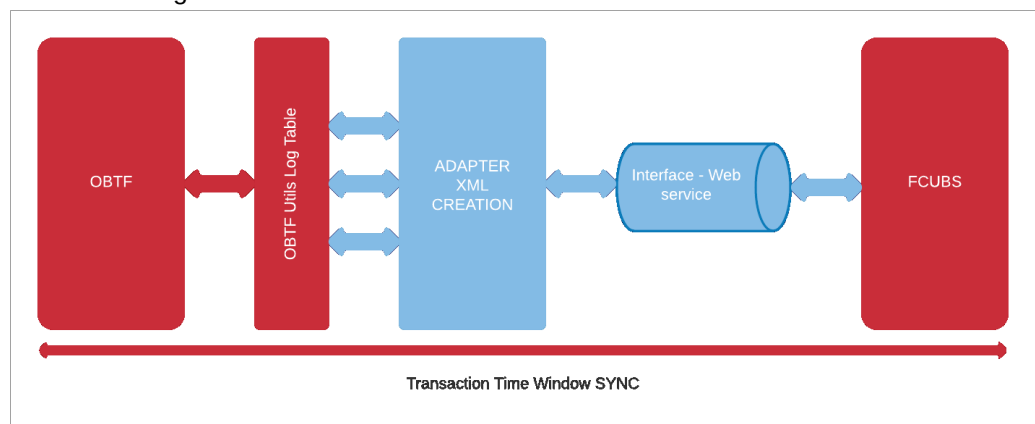 OBTF
OBTF Utils Log Table
ADAPTER
XML
CREATION
Interface - Web
service
FCUBS
Transaction Time Window SYNC